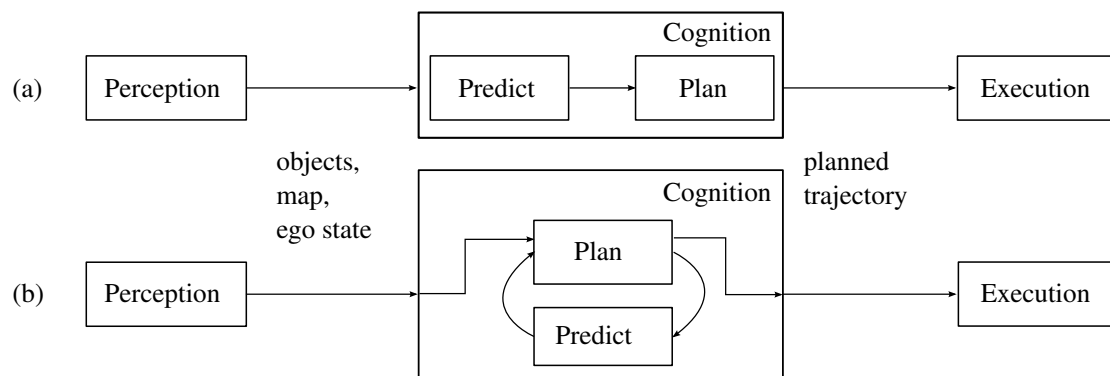 Cognition
(a)
Perception
Predict
Plan
Execution
objects,
map,
ego state
planned
trajectory
Cognition
(b)
Perception
Plan
Predict
Execution